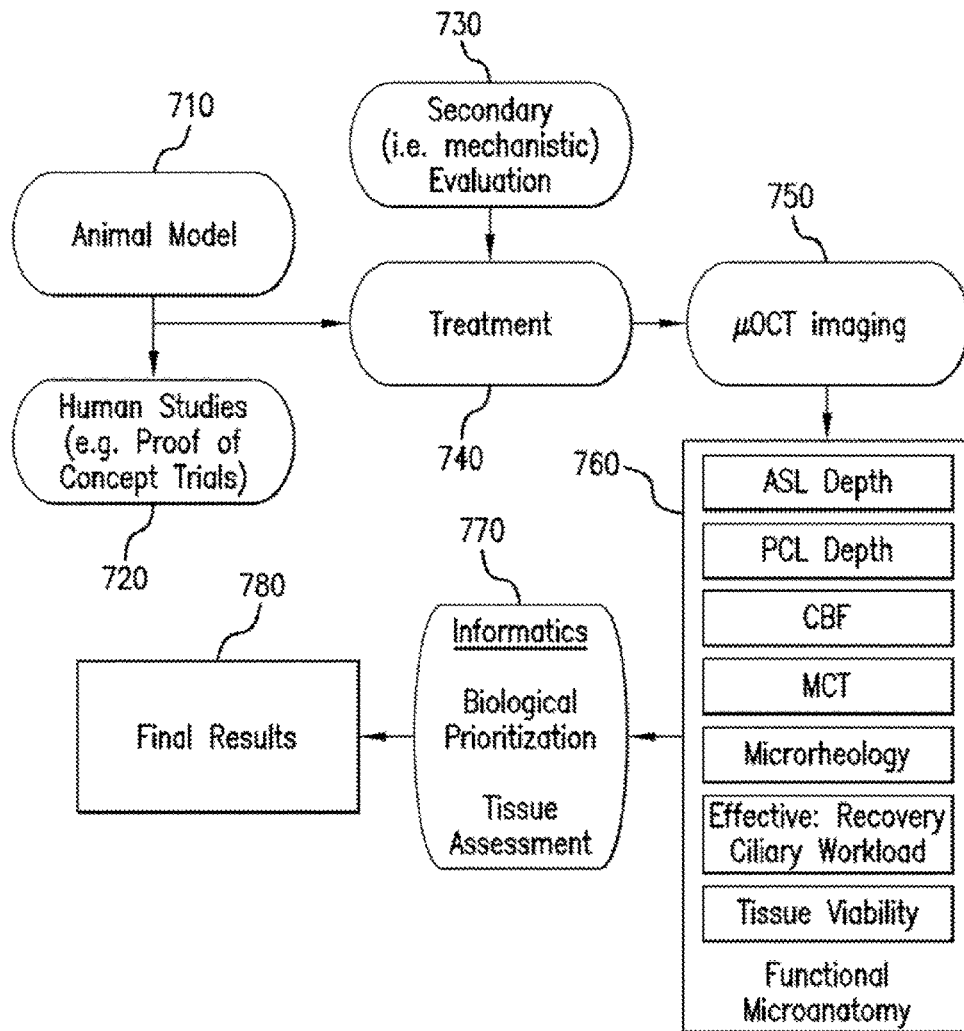 730
Secondary
(i.e. mechanistic)
Evaluation
710
Animal Model
750
Treatment
μOCT imaging
Human Studies
(e.g. Proof of
Concept Trials)
740
760
720
ASL Depth
PCL Depth
CBF
MCT
Microrheology
Effective: Recovery
Ciliary Workload
Tissue Viability
Functional
Microanatomy
770
Informatics
Biological
Prioritization
Tissue
Assessment
780
Final Results